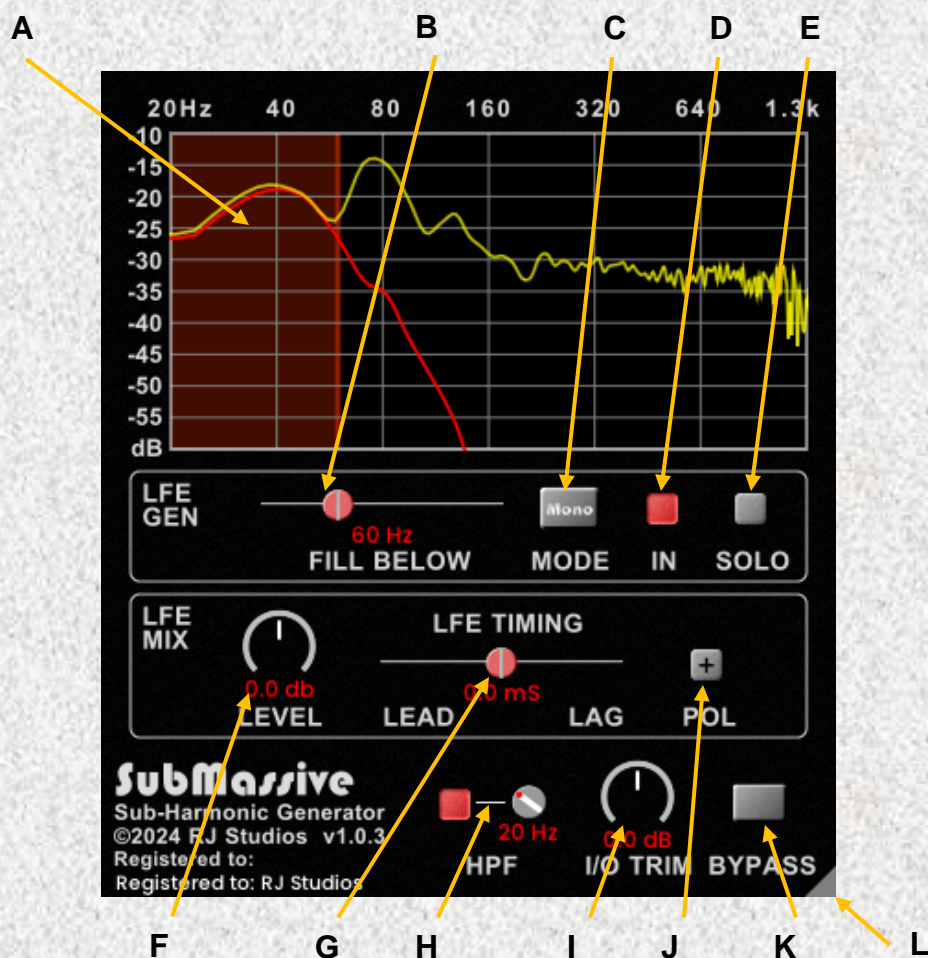 A B C D E
20Hz 40 80 160 320 640 1.3k
-10
-15
-20
-25
-30
-35
-40
-45
-50
-55
dB
LFE
GEN
Mono
60 Hz
FILL BELOW MODE IN SOLO
LFE
MIX
LFE TIMING
+
0.0 db 0.0 mS
LEVEL LEAD LAG POL
SubMassive
Sub-Harmonic Generator
©2024 RJ Studios v1.0.3
20 Hz 0.0 dB
Registered to:
HPF I/O TRIM BYPASS
Registered to: RJ Studios
F G H I J K L